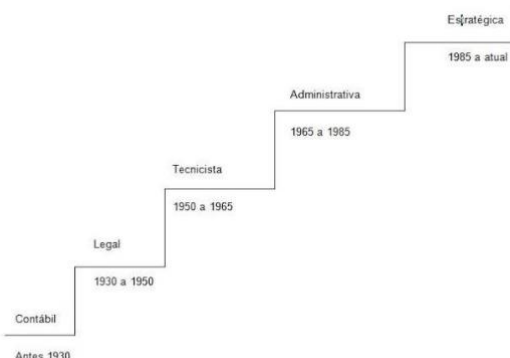 Estratégica
1985 a atual
Administrativa
1965 a 1985
Tecnicista
1950 a 1965
Legal
1930 a 1950
Contábil
Antes 1930